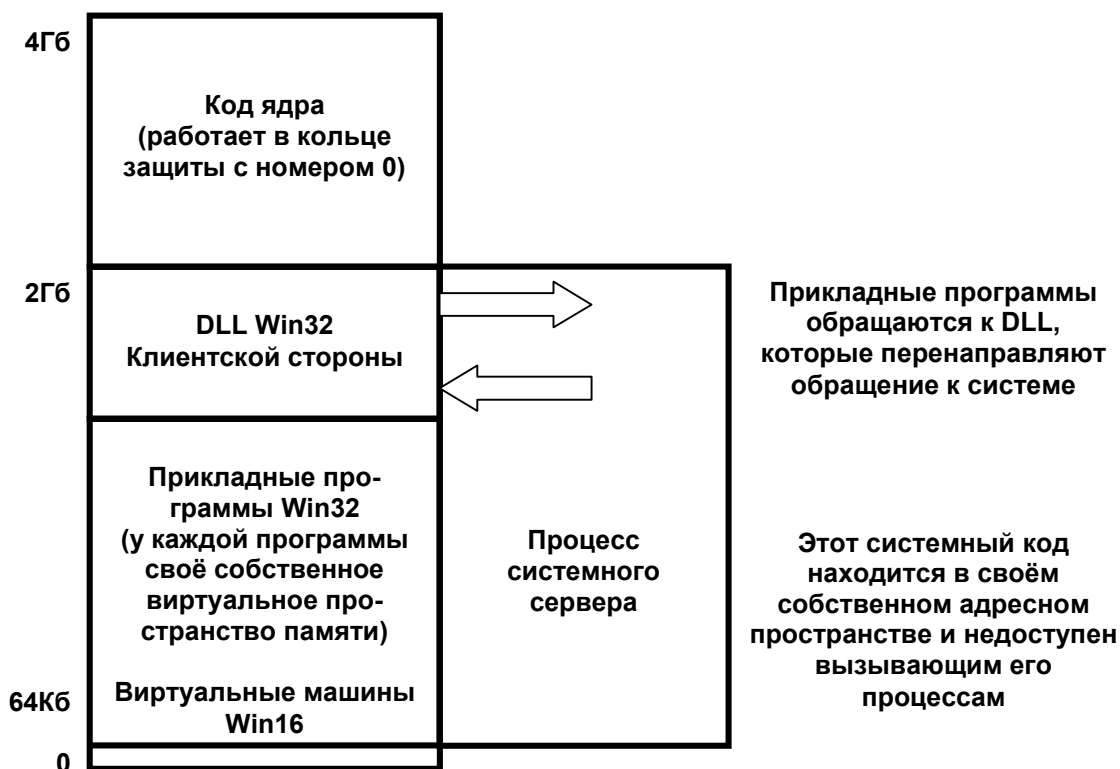 4Гб
Код ядра
(работает в кольце
защиты с номером 0)
2Гб
DLL Win32
Клиентской стороны
Прикладные программы
обращаются к DLL,
которые перенаправляют
обращение к системе
Прикладные про-
граммы Win32
(у каждой программы
своё собственное
виртуальное про-
странство памяти)
Процесс
системного
сервера
Этот системный код
находится в своём
собственном адресном
пространстве и недоступен
вызывающим его
процессам
64Кб
Виртуальные машины
Win16
0